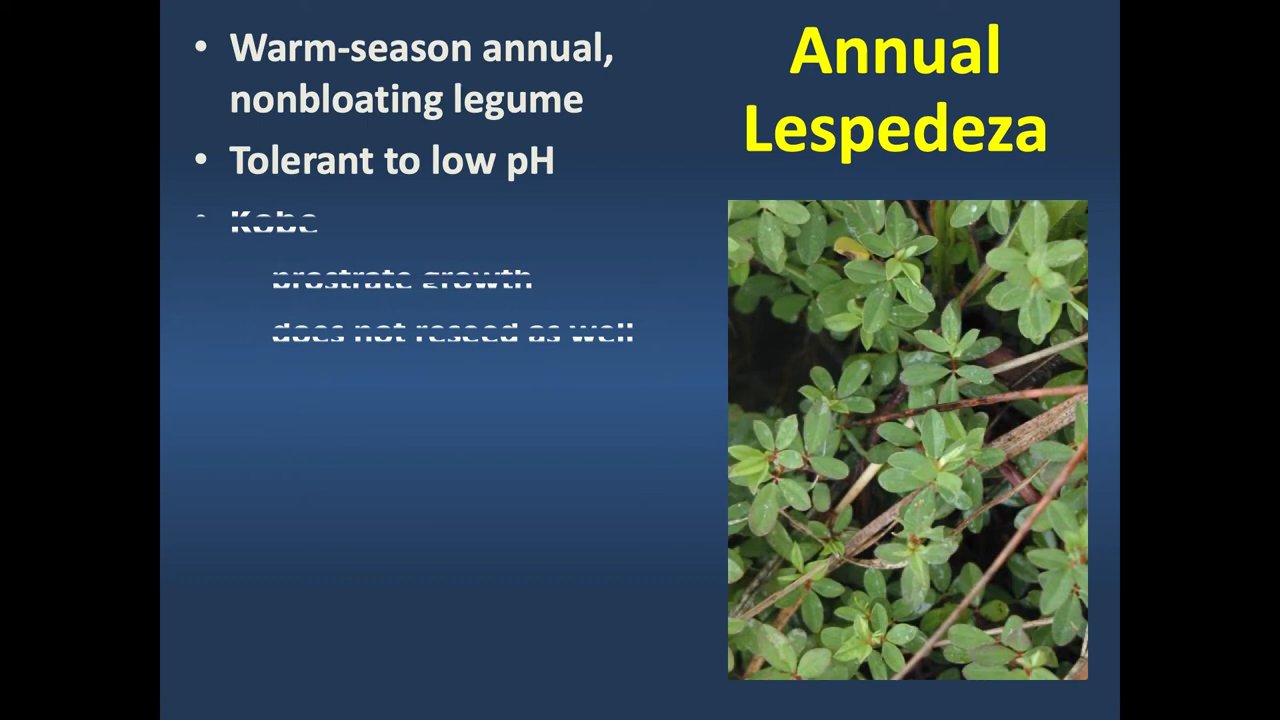 Annual
Lespedeza
• Warm-season annual,
nonbloating legume
• Tolerant to low pH
• Kobe
prostrate growth
does not reseed as well